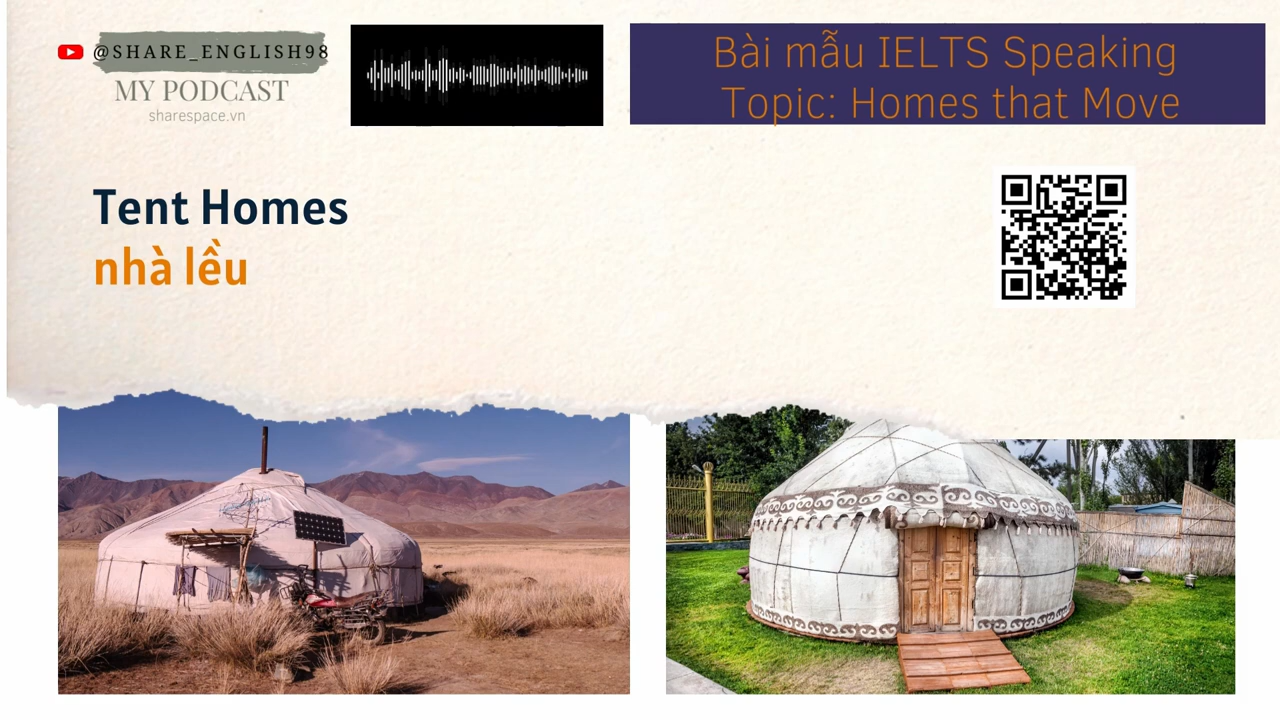 @SHARE_ENGLISH98
MY PODCAST
sharespace.vn
Bài mẫu IELTS Speaking
Topic: Homes that Move
Tent Homes
nhà lều